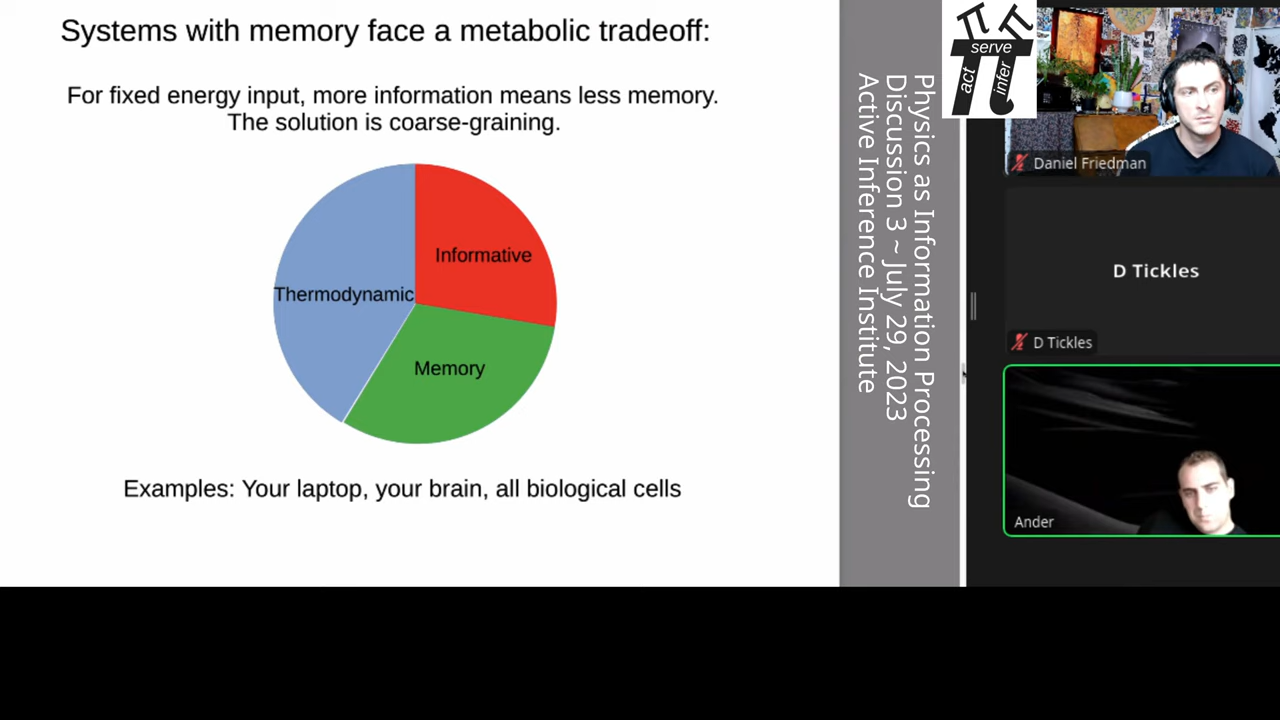 Systems with memory face a metabolic tradeoff:
For fixed energy input, more information means less memory.
The solution is coarse-graining.
Informative
Thermodynamic
Memory
Examples: Your laptop, your brain, all biological cells
Physics as Information Processing
Discussion 3 ~ July 29, 2023
Active Inference Institute
serve
act
infer
Daniel Friedman
D Tickles
D Tickles
Ander